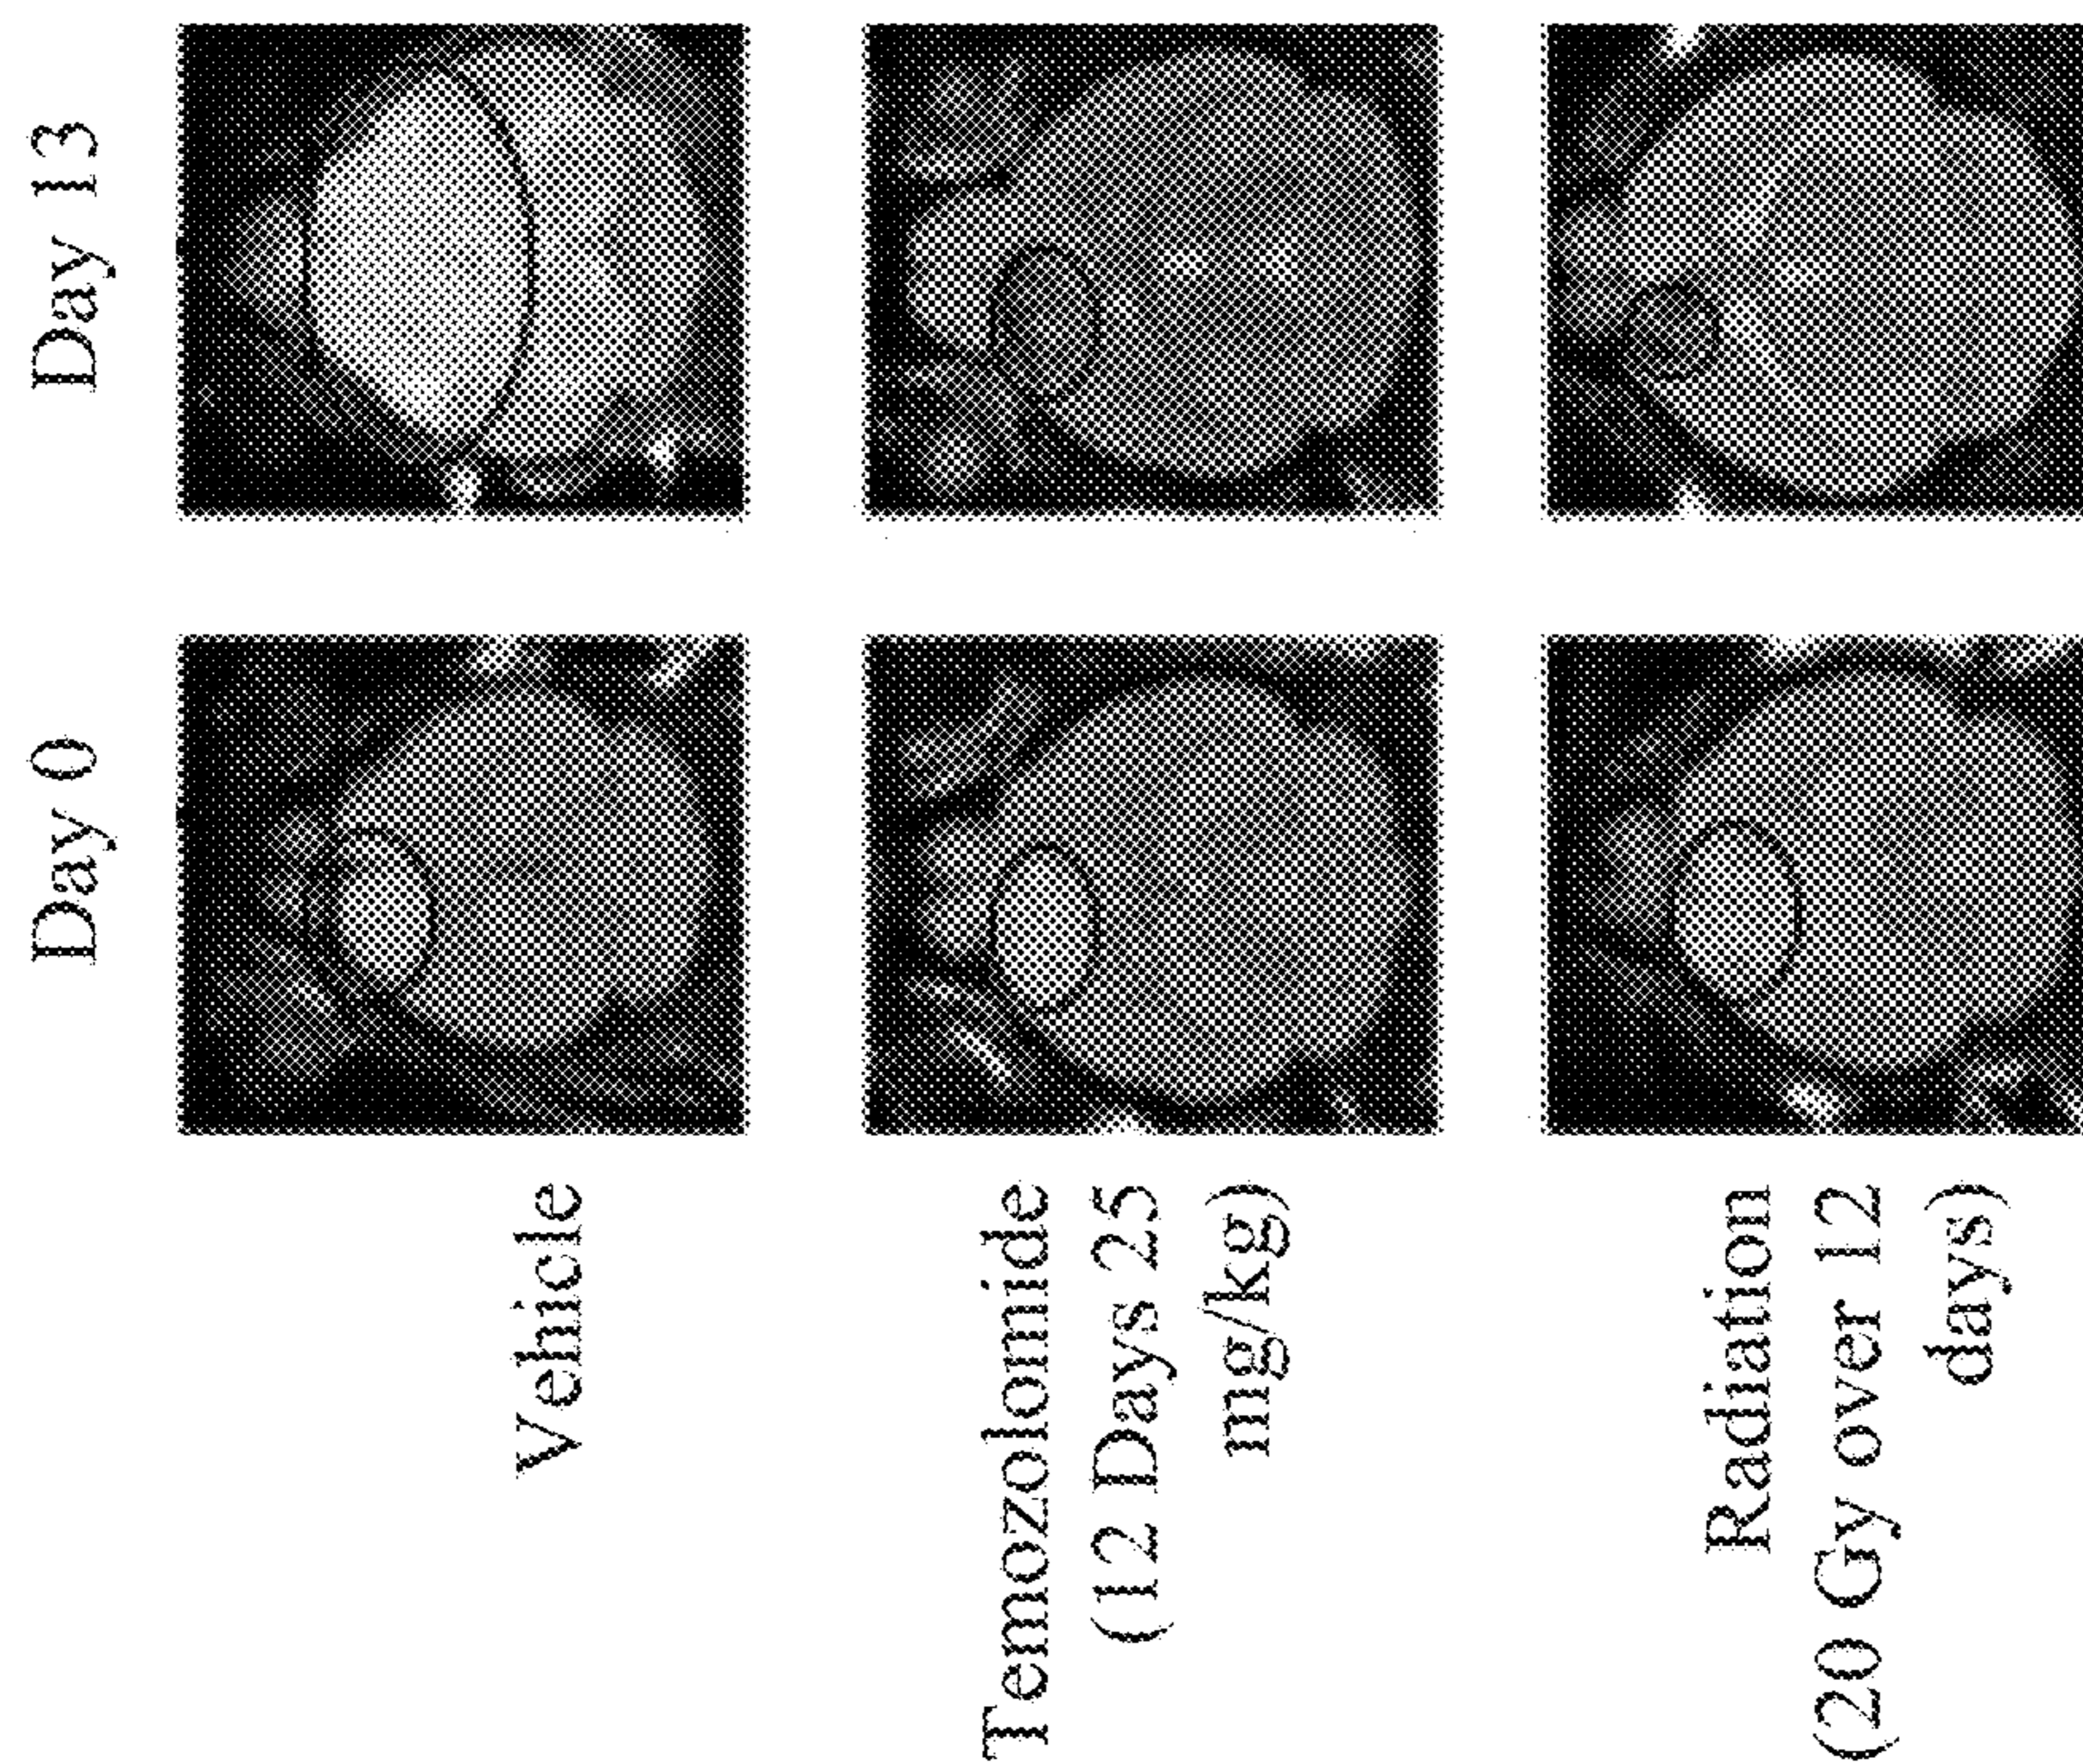 Day 0
Day 13
Vehicle
Temozolomide
(12 Days 25
mg/kg)
Radiation
(20 Gy over 12
days)